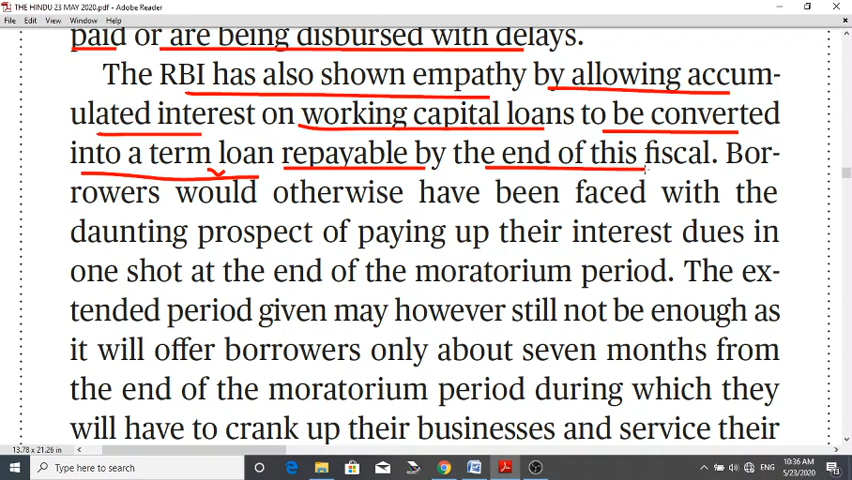 THE HINDU 23 MAY 2020.pdf - Adobe Reader
File Edit View Window Help
paid or are being disbursed with delays.
The RBI has also shown empathy by allowing accum-
ulated interest on working capital loans to be converted
into a term loan repayable by the end of this fiscal. Bor-
rowers would otherwise have been faced with the
daunting prospect of paying up their interest dues in
one shot at the end of the moratorium period. The ex-
tended period given may however still not be enough as
it will offer borrowers only about seven months from
the end of the moratorium period during which they
will have to crank up their businesses and service their
13.78 x 21.26 in
Type here to search
ENG
10:36 AM
5/23/2020